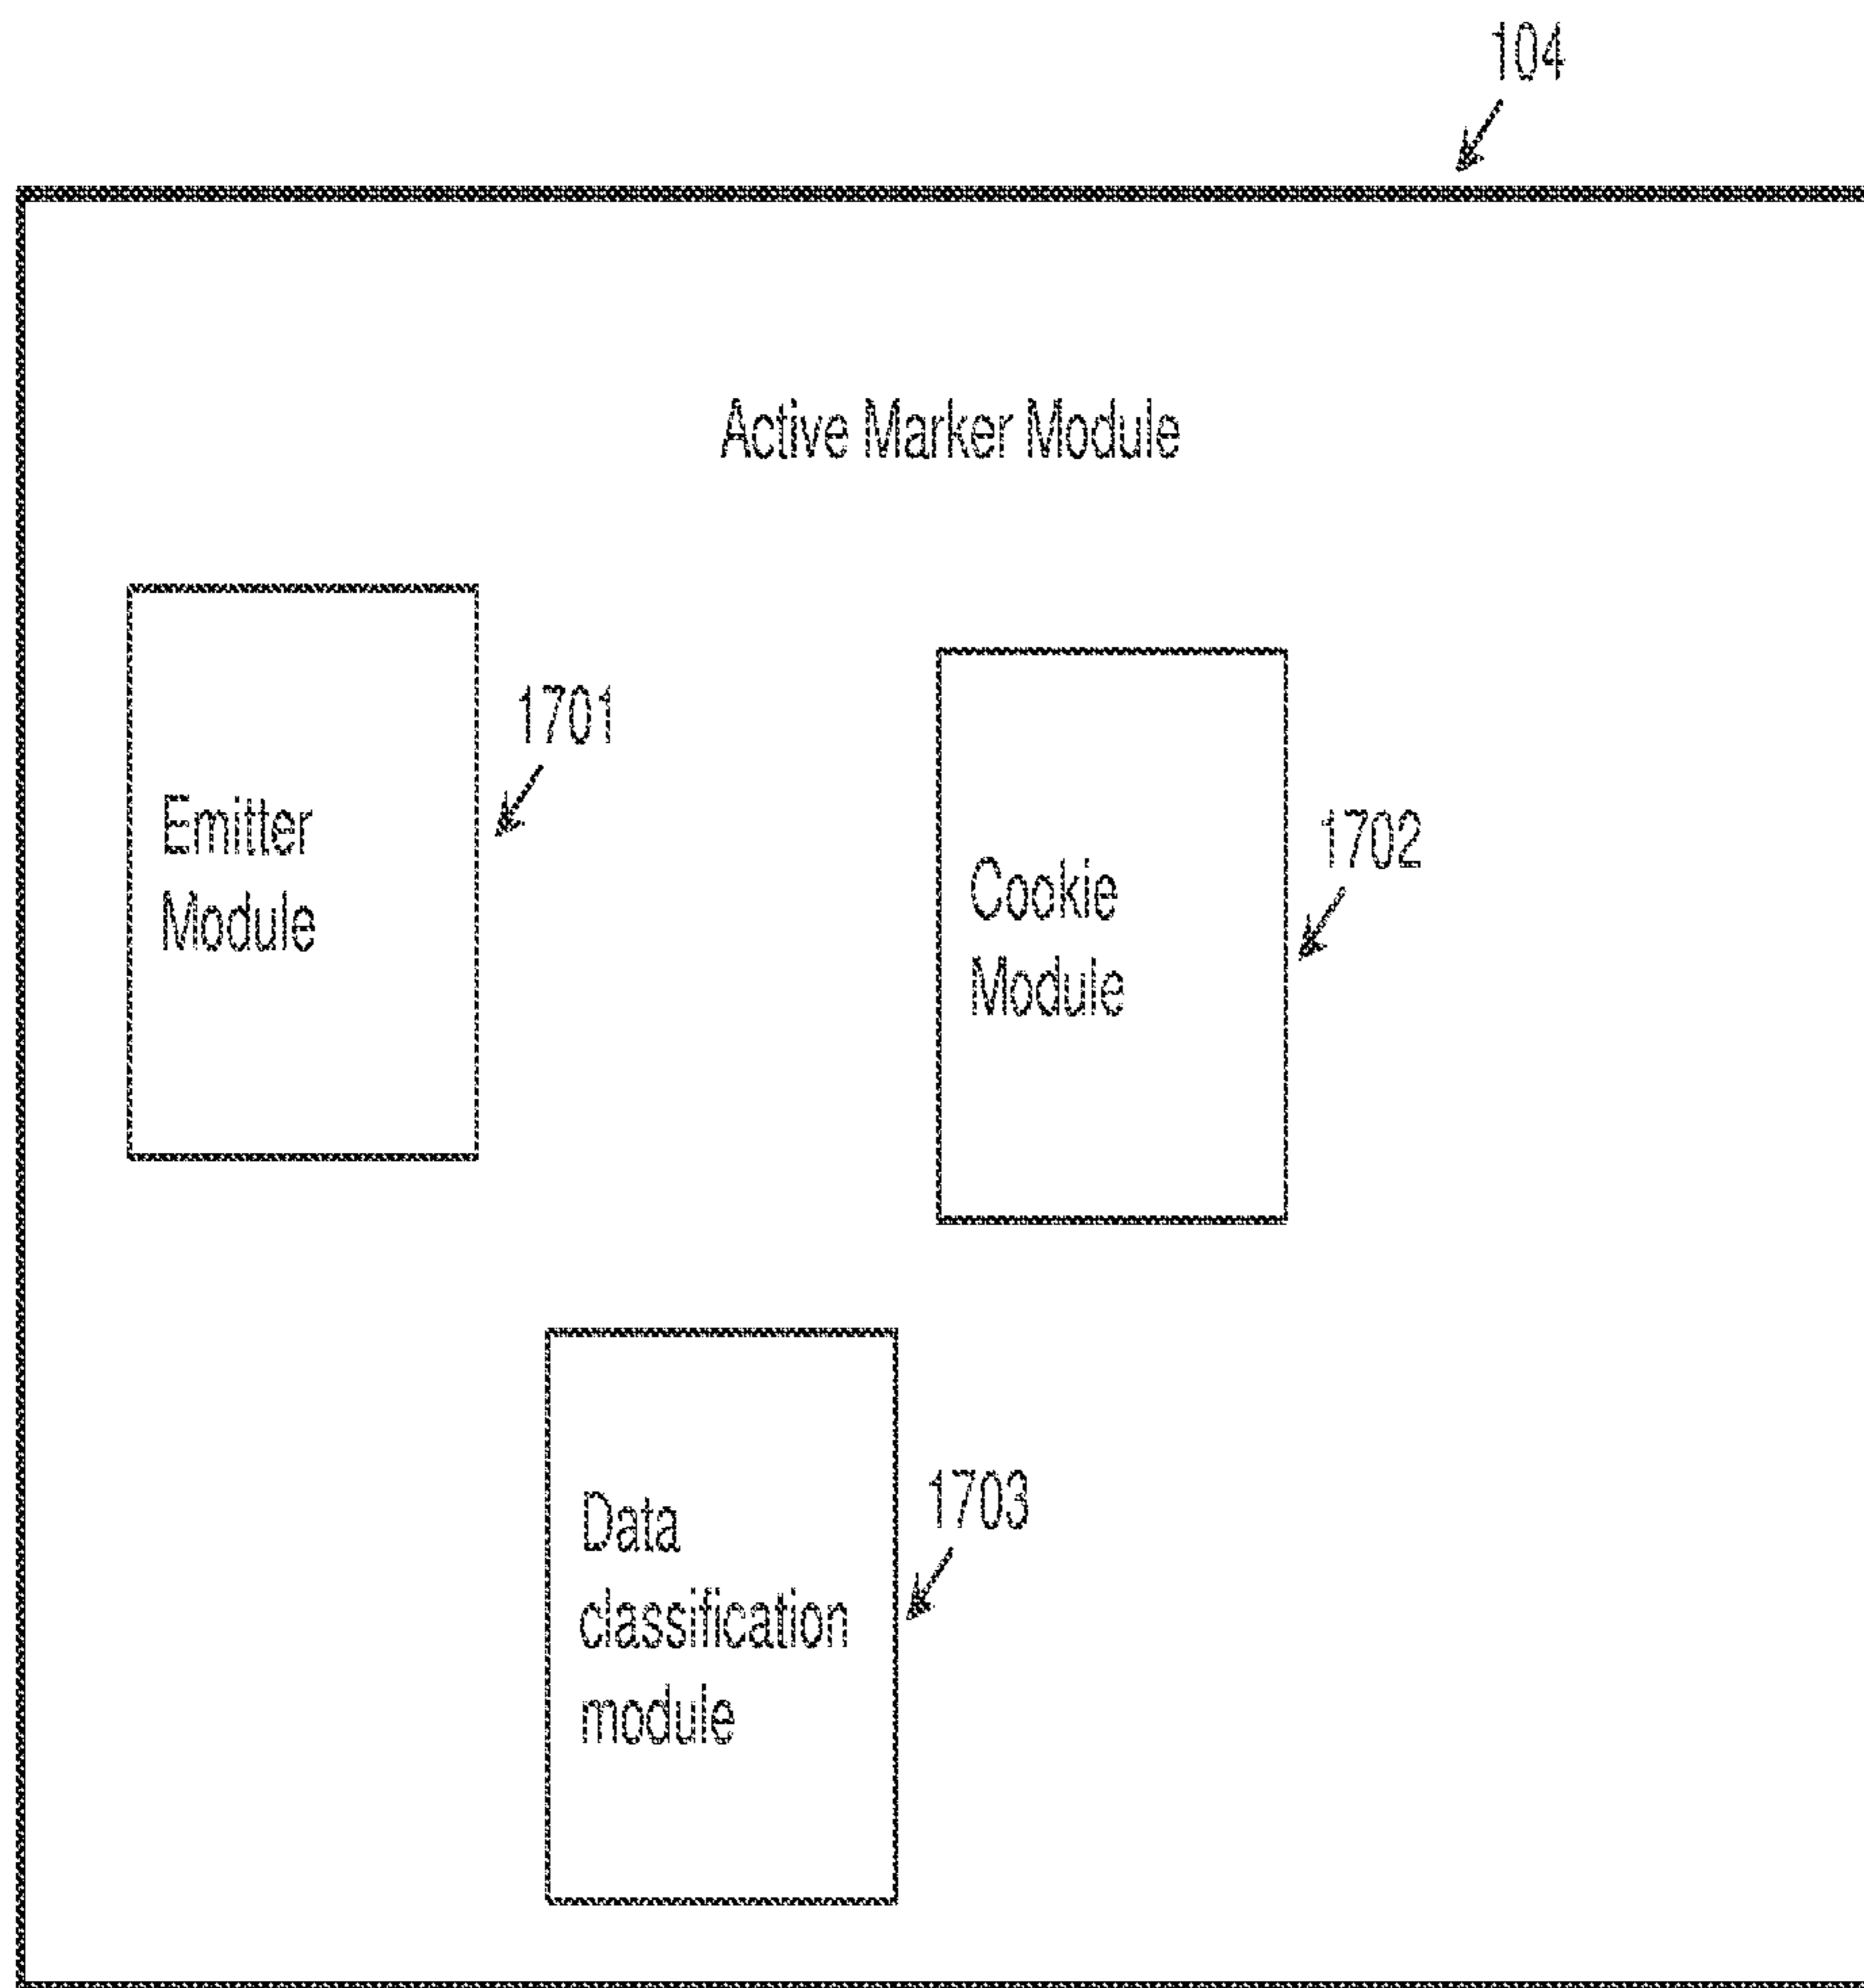 104
Active Marker Module
Emitter
Module
1701
Cookie
Module
1702
Data
classification
module
1703